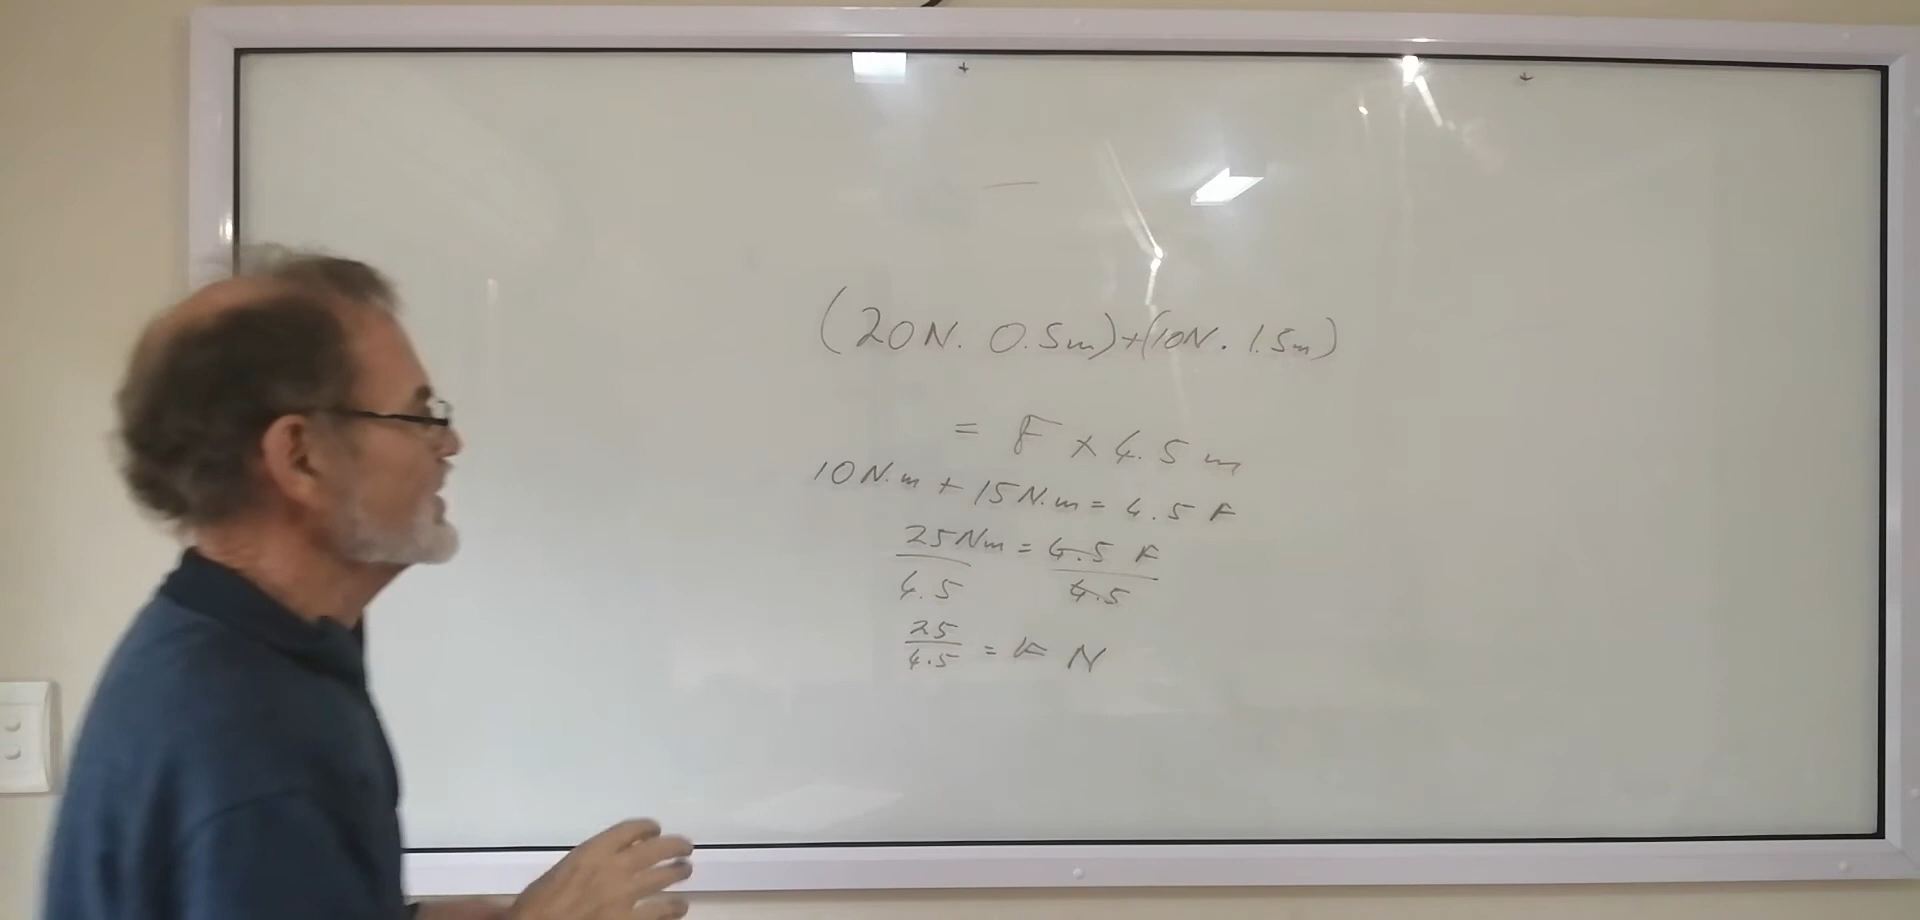 (20N. 0.5m)+(10N. 1.5m)
= F × 4.5 m
10N.m + 15N.m = 4.5 F
25Nm = 4.5 F
4.5 4.5
25
4.5 = F N